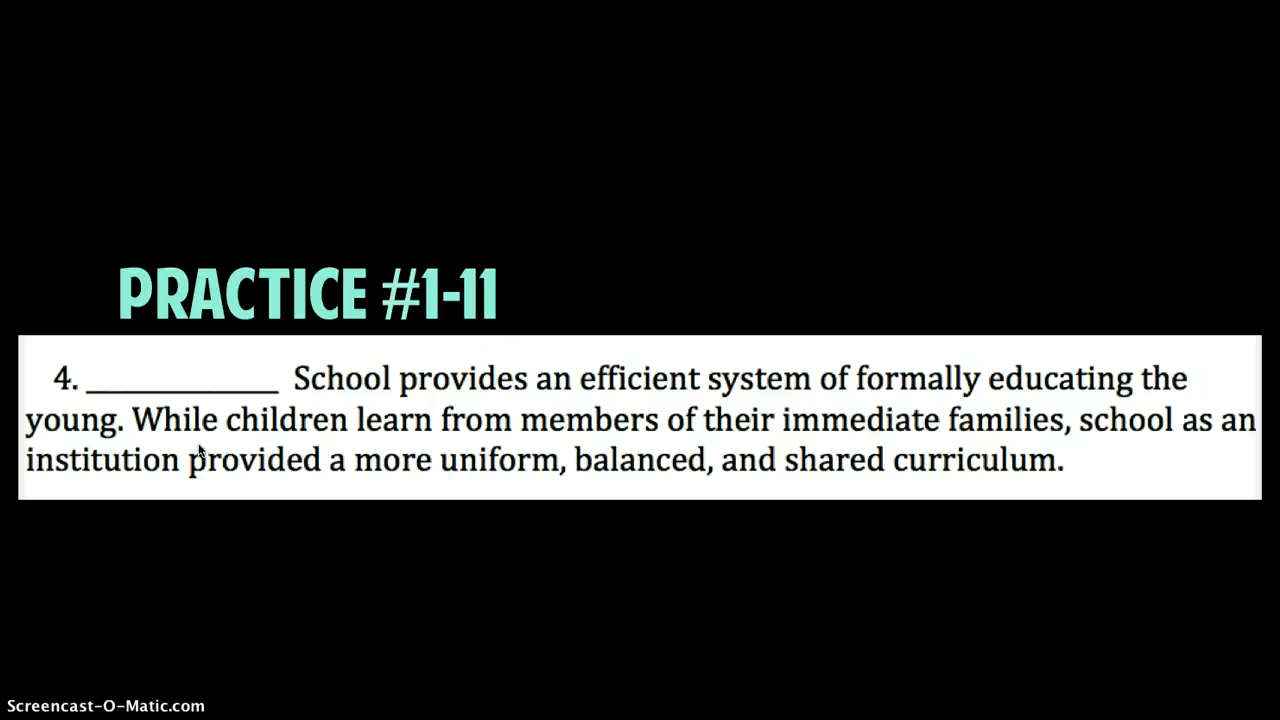 PRACTICE #1-11
4. ______________ School provides an efficient system of formally educating the
young. While children learn from members of their immediate families, school as an
institution provided a more uniform, balanced, and shared curriculum.
Screencast-O-Matic.com